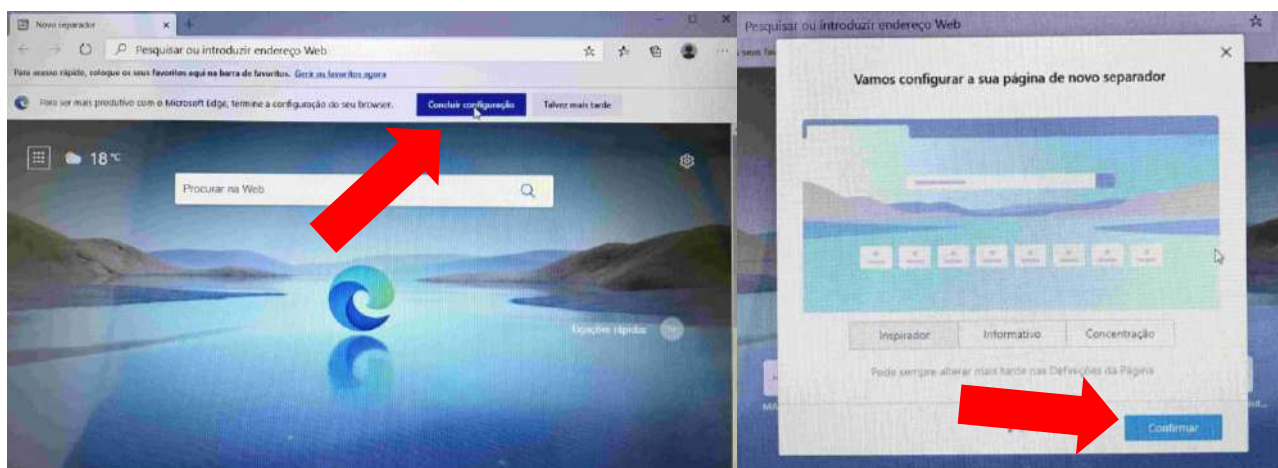 Novo separador
Pesquisar ou introduzir endereço Web
Para acesso rápido, coloque os seus favoritos aqui na barra de favoritos. Gerir os favoritos agora
Para ser mais produtivo com o Microsoft Edge, termine a configuração do seu browser. Concluir configuração Talvez mais tarde
18 °C
Procurar na Web
Ligações rápidas
Pesquisar ou introduzir endereço Web
Vamos configurar a sua página de novo separador
Inspirador Informativo Concentração
Pode sempre alterar mais tarde nas Definições da Página
Confirmar